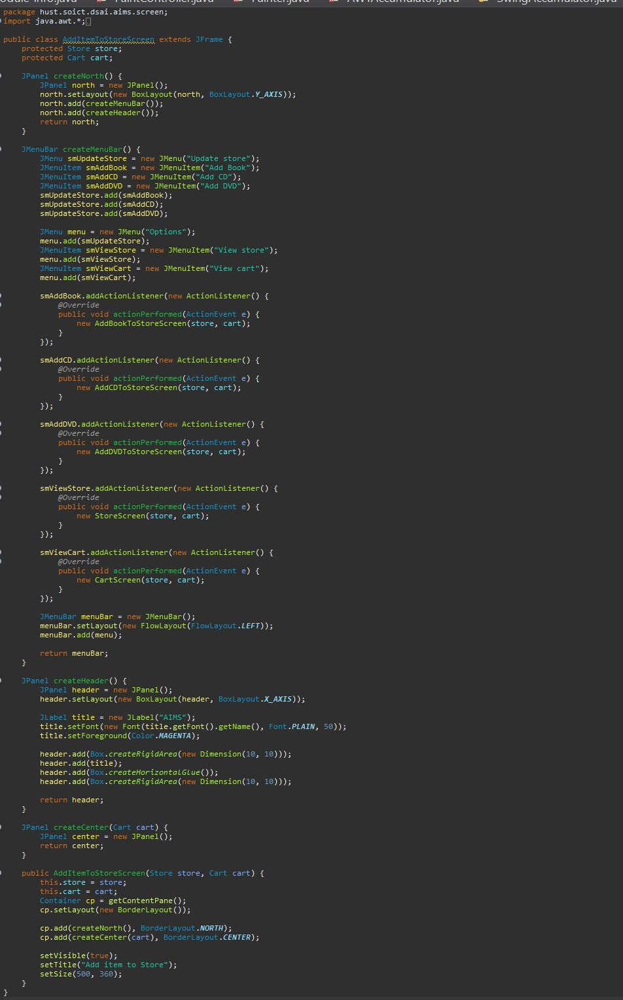 PaintController.java Painter.java AWTAccumulator.java SwingAccumulator.java
package hust.soict.dsai.aims.screen;
import java.awt.*;
public class AddItemToStoreScreen extends JFrame {
protected Store store;
protected Cart cart;
JPanel createNorth() {
JPanel north = new JPanel();
north.setLayout(new BoxLayout(north, BoxLayout.Y_AXIS));
north.add(createMenuBar());
north.add(createHeader());
return north;
}
JMenuBar createMenuBar() {
JMenu smUpdateStore = new JMenu("Update store");
JMenuItem smAddBook = new JMenuItem("Add Book");
JMenuItem smAddCD = new JMenuItem("Add CD");
JMenuItem smAddDVD = new JMenuItem("Add DVD");
smUpdateStore.add(smAddBook);
smUpdateStore.add(smAddCD);
smUpdateStore.add(smAddDVD);
JMenu menu = new JMenu("Options");
menu.add(smUpdateStore);
JMenuItem smViewStore = new JMenuItem("View store");
menu.add(smViewStore);
JMenuItem smViewCart = new JMenuItem("View cart");
menu.add(smViewCart);
smAddBook.addActionListener(new ActionListener() {
@Override
public void actionPerformed(ActionEvent e) {
new AddBookToStoreScreen(store, cart);
}
});
smAddCD.addActionListener(new ActionListener() {
@Override
public void actionPerformed(ActionEvent e) {
new AddCDToStoreScreen(store, cart);
}
});
smAddDVD.addActionListener(new ActionListener() {
@Override
public void actionPerformed(ActionEvent e) {
new AddDVDToStoreScreen(store, cart);
}
});
smViewStore.addActionListener(new ActionListener() {
@Override
public void actionPerformed(ActionEvent e) {
new StoreScreen(store, cart);
}
});
smViewCart.addActionListener(new ActionListener() {
@Override
public void actionPerformed(ActionEvent e) {
new CartScreen(store, cart);
}
});
JMenuBar menuBar = new JMenuBar();
menuBar.setLayout(new FlowLayout(FlowLayout.LEFT));
menuBar.add(menu);
return menuBar;
}
JPanel createHeader() {
JPanel header = new JPanel();
header.setLayout(new BoxLayout(header, BoxLayout.X_AXIS));
JLabel title = new JLabel("AIMS");
title.setFont(new Font(title.getFont().getName(), Font.PLAIN, 50));
title.setForeground(Color.MAGENTA);
header.add(Box.createRigidArea(new Dimension(10, 10)));
header.add(title);
header.add(Box.createHorizontalGlue());
header.add(Box.createRigidArea(new Dimension(10, 10)));
return header;
}
JPanel createCenter(Cart cart) {
JPanel center = new JPanel();
return center;
}
public AddItemToStoreScreen(Store store, Cart cart) {
this.store = store;
this.cart = cart;
Container cp = getContentPane();
cp.setLayout(new BorderLayout());
cp.add(createNorth(), BorderLayout.NORTH);
cp.add(createCenter(cart), BorderLayout.CENTER);
setVisible(true);
setTitle("Add item to Store");
setSize(500, 360);
}
}